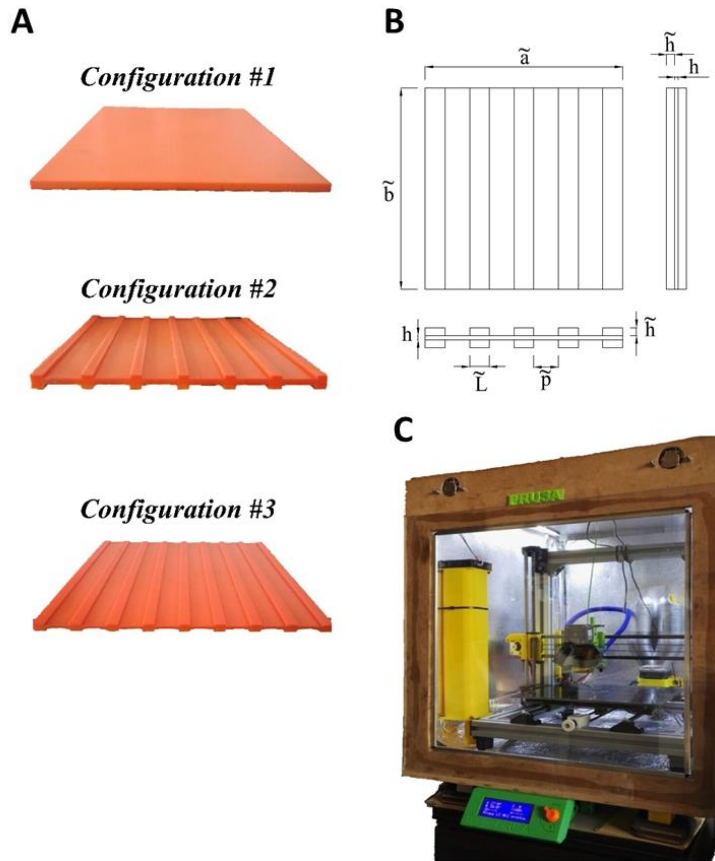 A
Configuration #1
Configuration #2
Configuration #3
B
ã
b̃
h̃
h
h
h̃
L̃
p̃
C
PRUSA